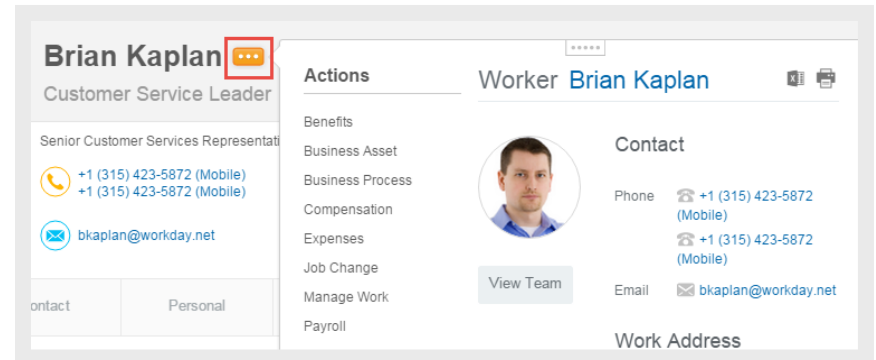 Brian Kaplan
Customer Service Leader
Senior Customer Services Representati
+1 (315) 423-5872 (Mobile)
+1 (315) 423-5872 (Mobile)
bkaplan@workday.net
ontact
Personal
Actions
Benefits
Business Asset
Business Process
Compensation
Expenses
Job Change
Manage Work
Payroll
Worker Brian Kaplan
View Team
Contact
Phone +1 (315) 423-5872
(Mobile)
+1 (315) 423-5872
(Mobile)
Email bkaplan@workday.net
Work Address